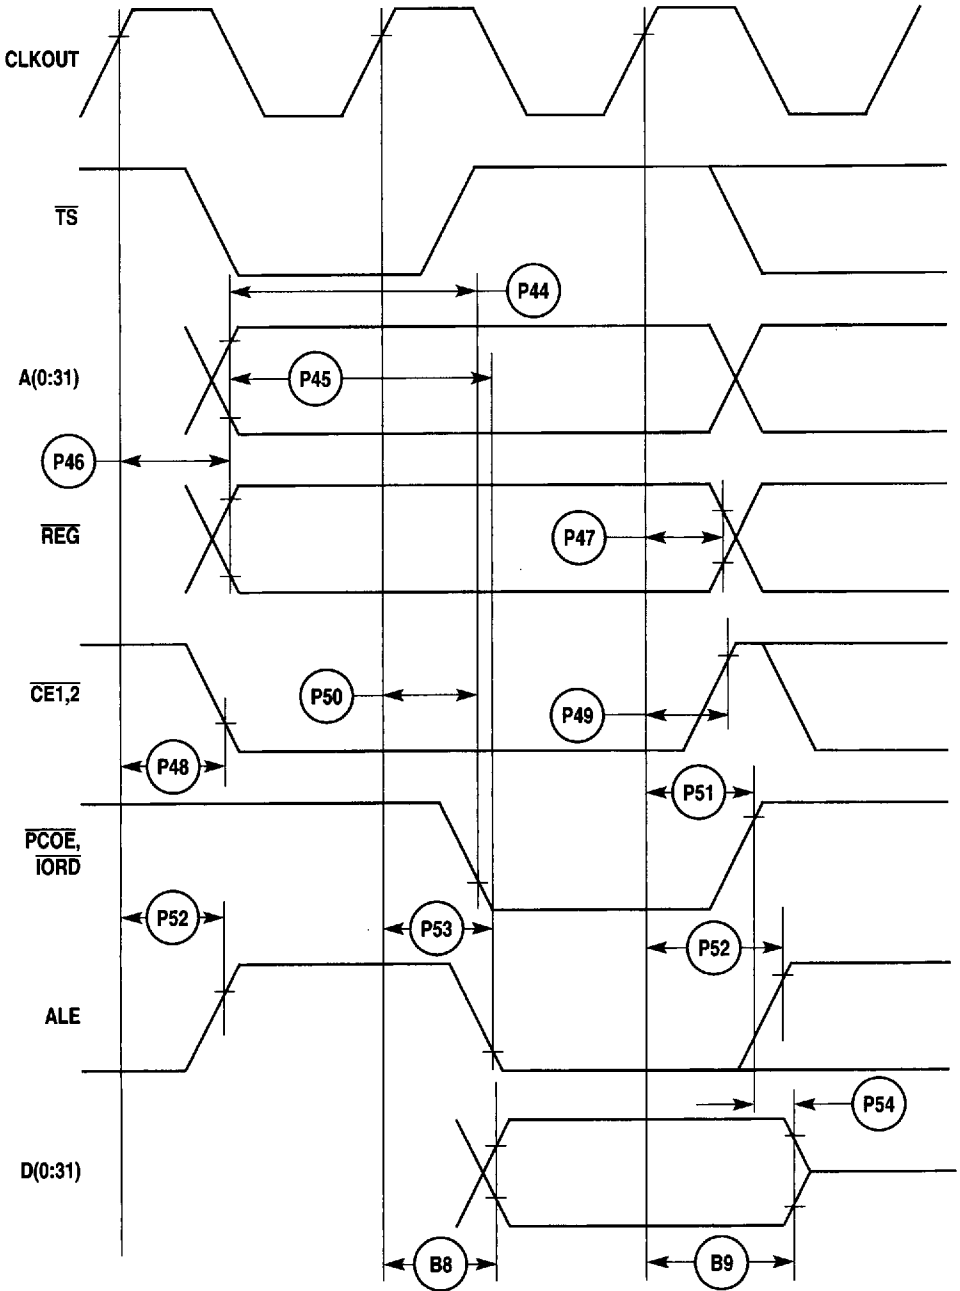 CLKOUT
TS
P44
A(0:31)
P45
P46
REG
P47
CE1,2
P50
P49
P48
P51
PCOE,
IORD
P52
P53
P52
ALE
P54
D(0:31)
B8
B9